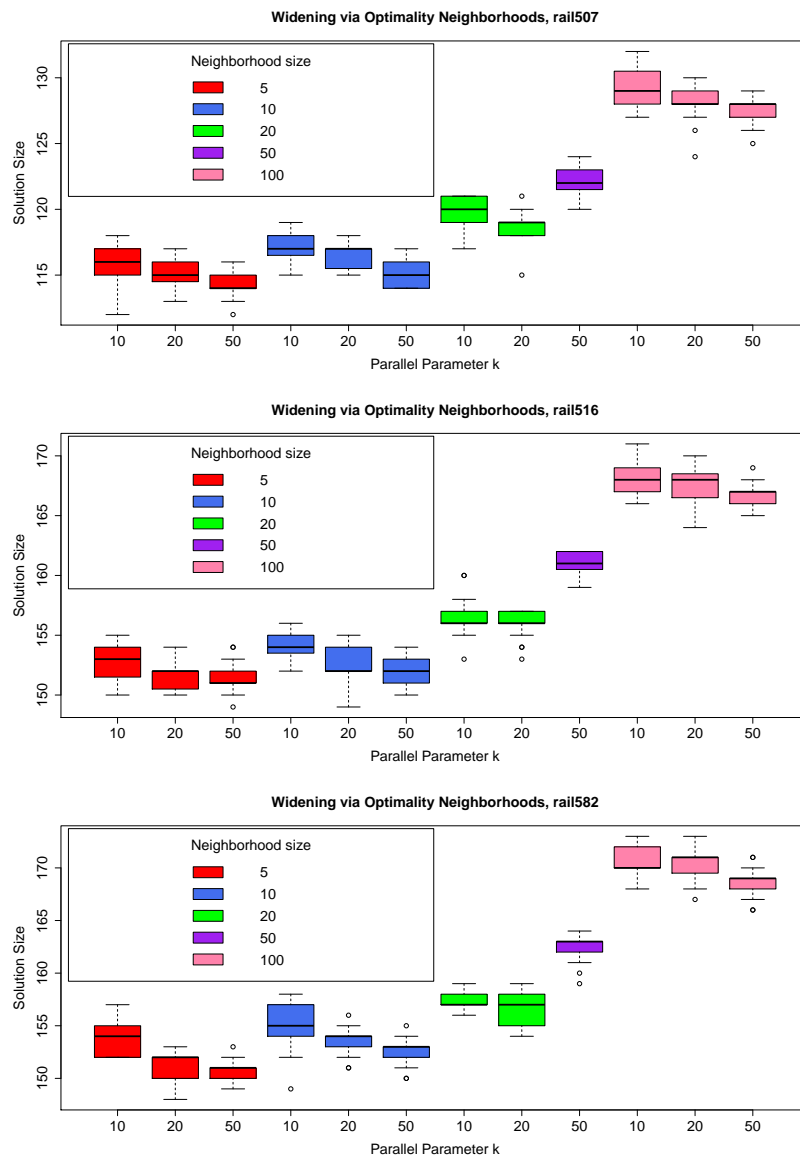 Widening via Optimality Neighborhoods, rail507
Solution Size
130
125
120
115
Neighborhood size
5
10
20
50
100
10 20 50 10 20 50 10 20 50 10 20 50
Parallel Parameter k
Widening via Optimality Neighborhoods, rail516
Solution Size
170
165
160
155
150
Neighborhood size
5
10
20
50
100
10 20 50 10 20 50 10 20 50 10 20 50
Parallel Parameter k
Widening via Optimality Neighborhoods, rail582
Solution Size
170
165
160
155
150
Neighborhood size
5
10
20
50
100
10 20 50 10 20 50 10 20 50 10 20 50
Parallel Parameter k